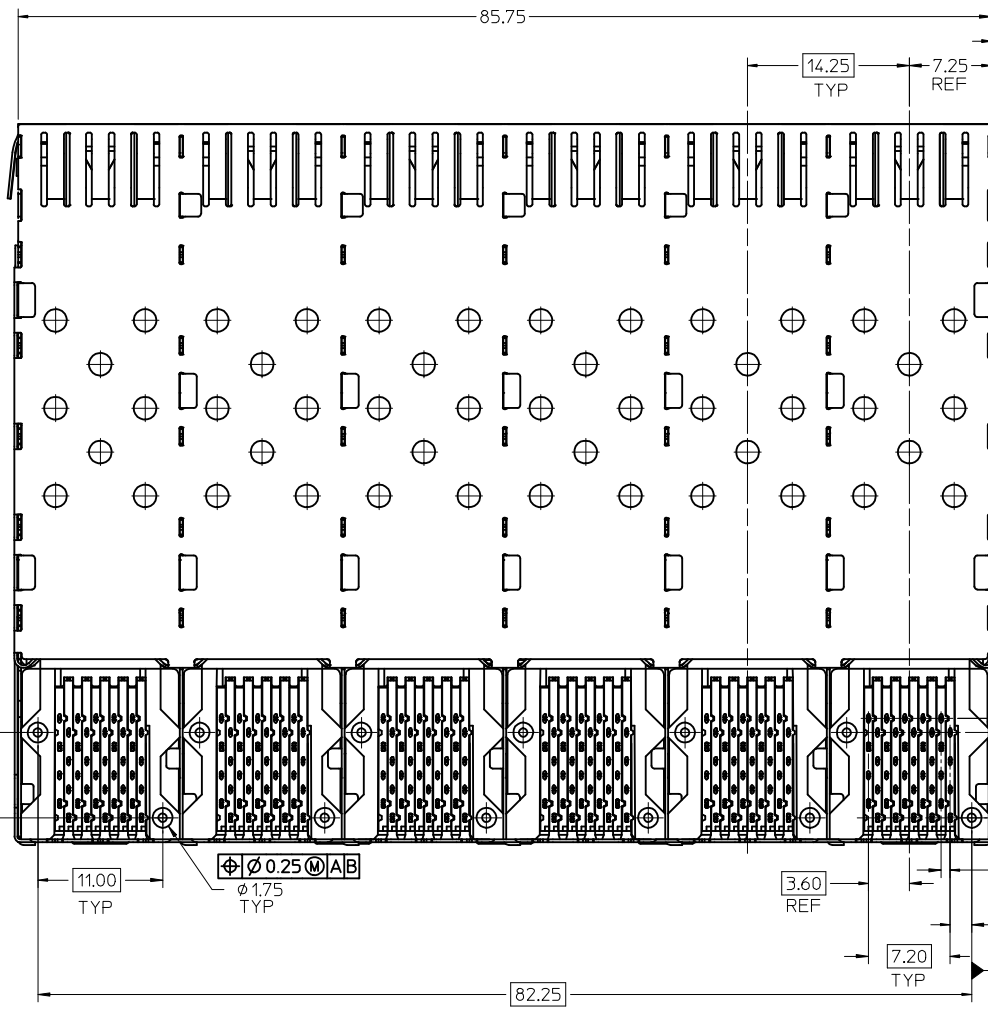 85.75
14.25
TYP
7.25
REF
⌖ Ø 0.25 Ⓜ A B
11.00
TYP
Ø 1.75
TYP
3.60
REF
7.20
TYP
82.25